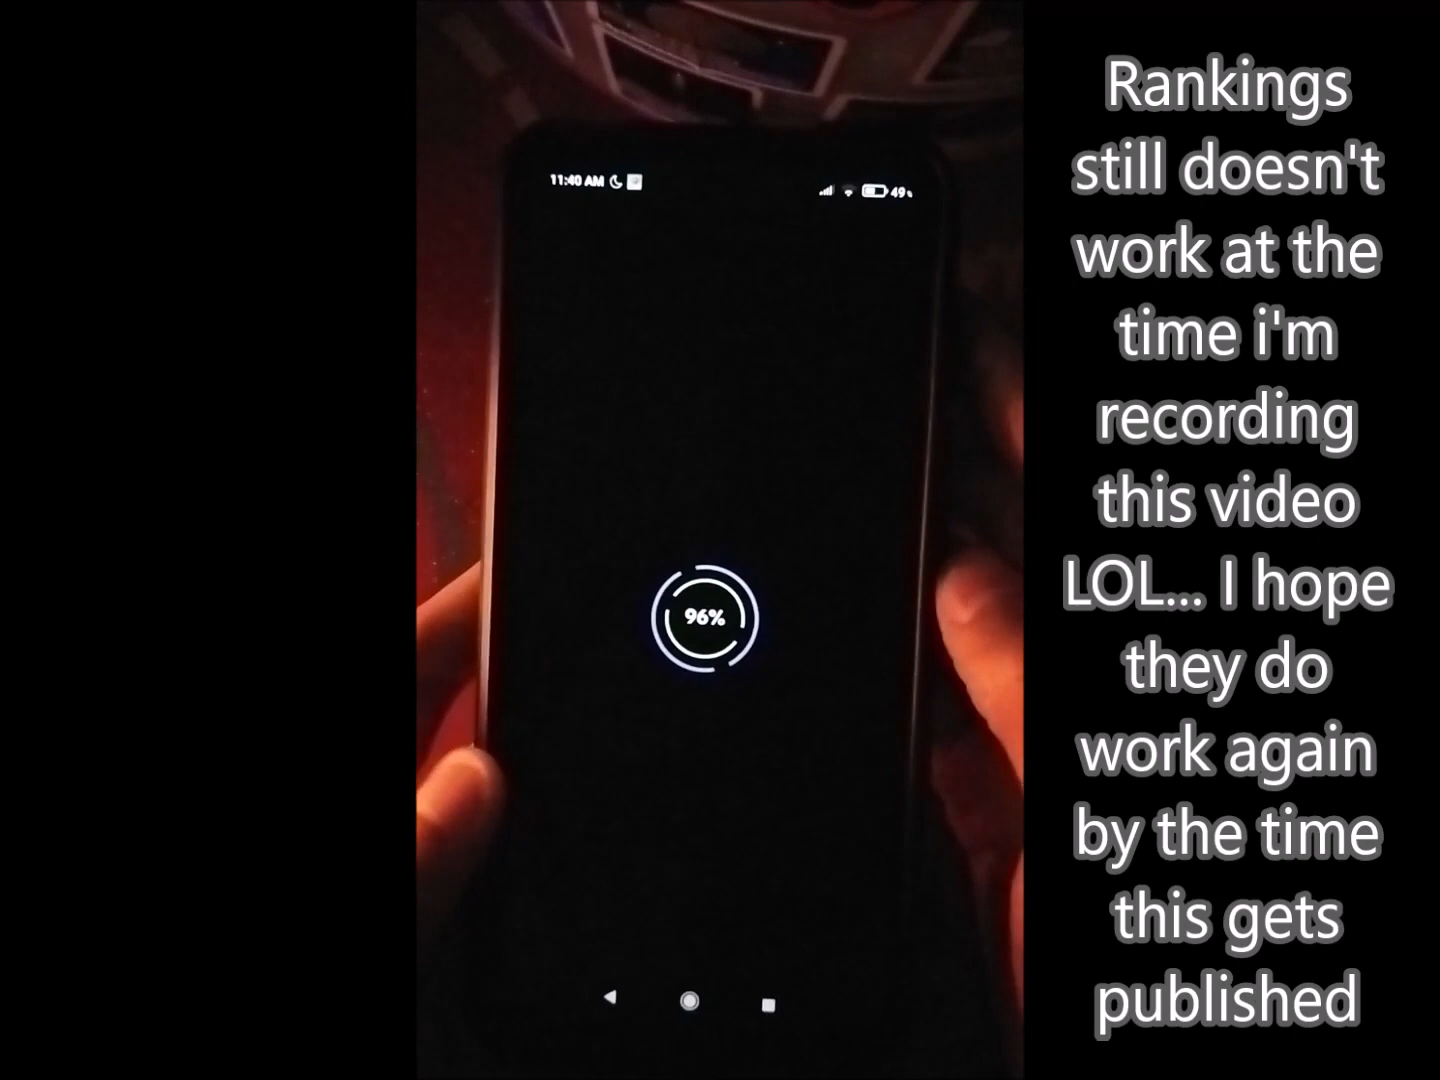 11:40 AM
49%
96%
Rankings
still doesn't
work at the
time i'm
recording
this video
LOL... I hope
they do
work again
by the time
this gets
published